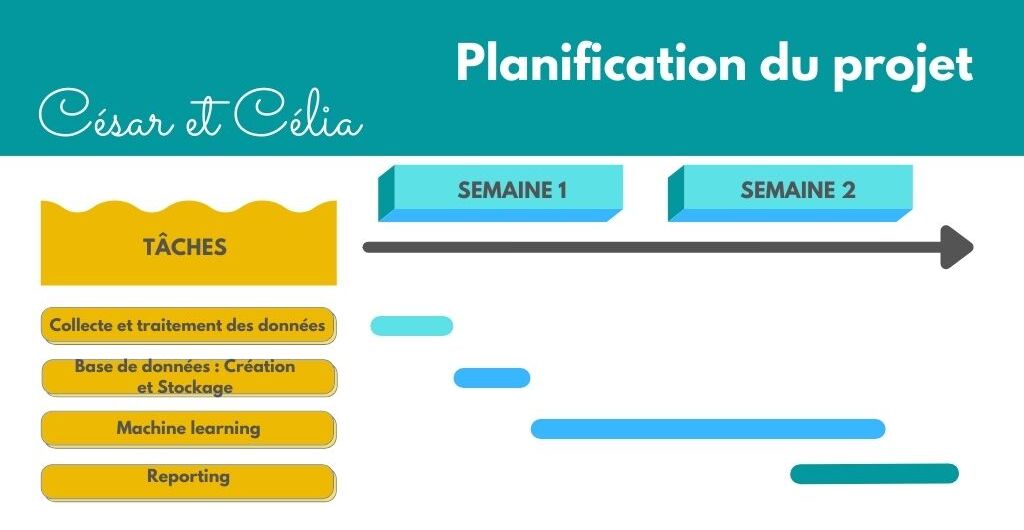 Planification du projet
César et Célia
SEMAINE 1
SEMAINE 2
TÂCHES
Collecte et traitement des données
Base de données : Création
et Stockage
Machine learning
Reporting